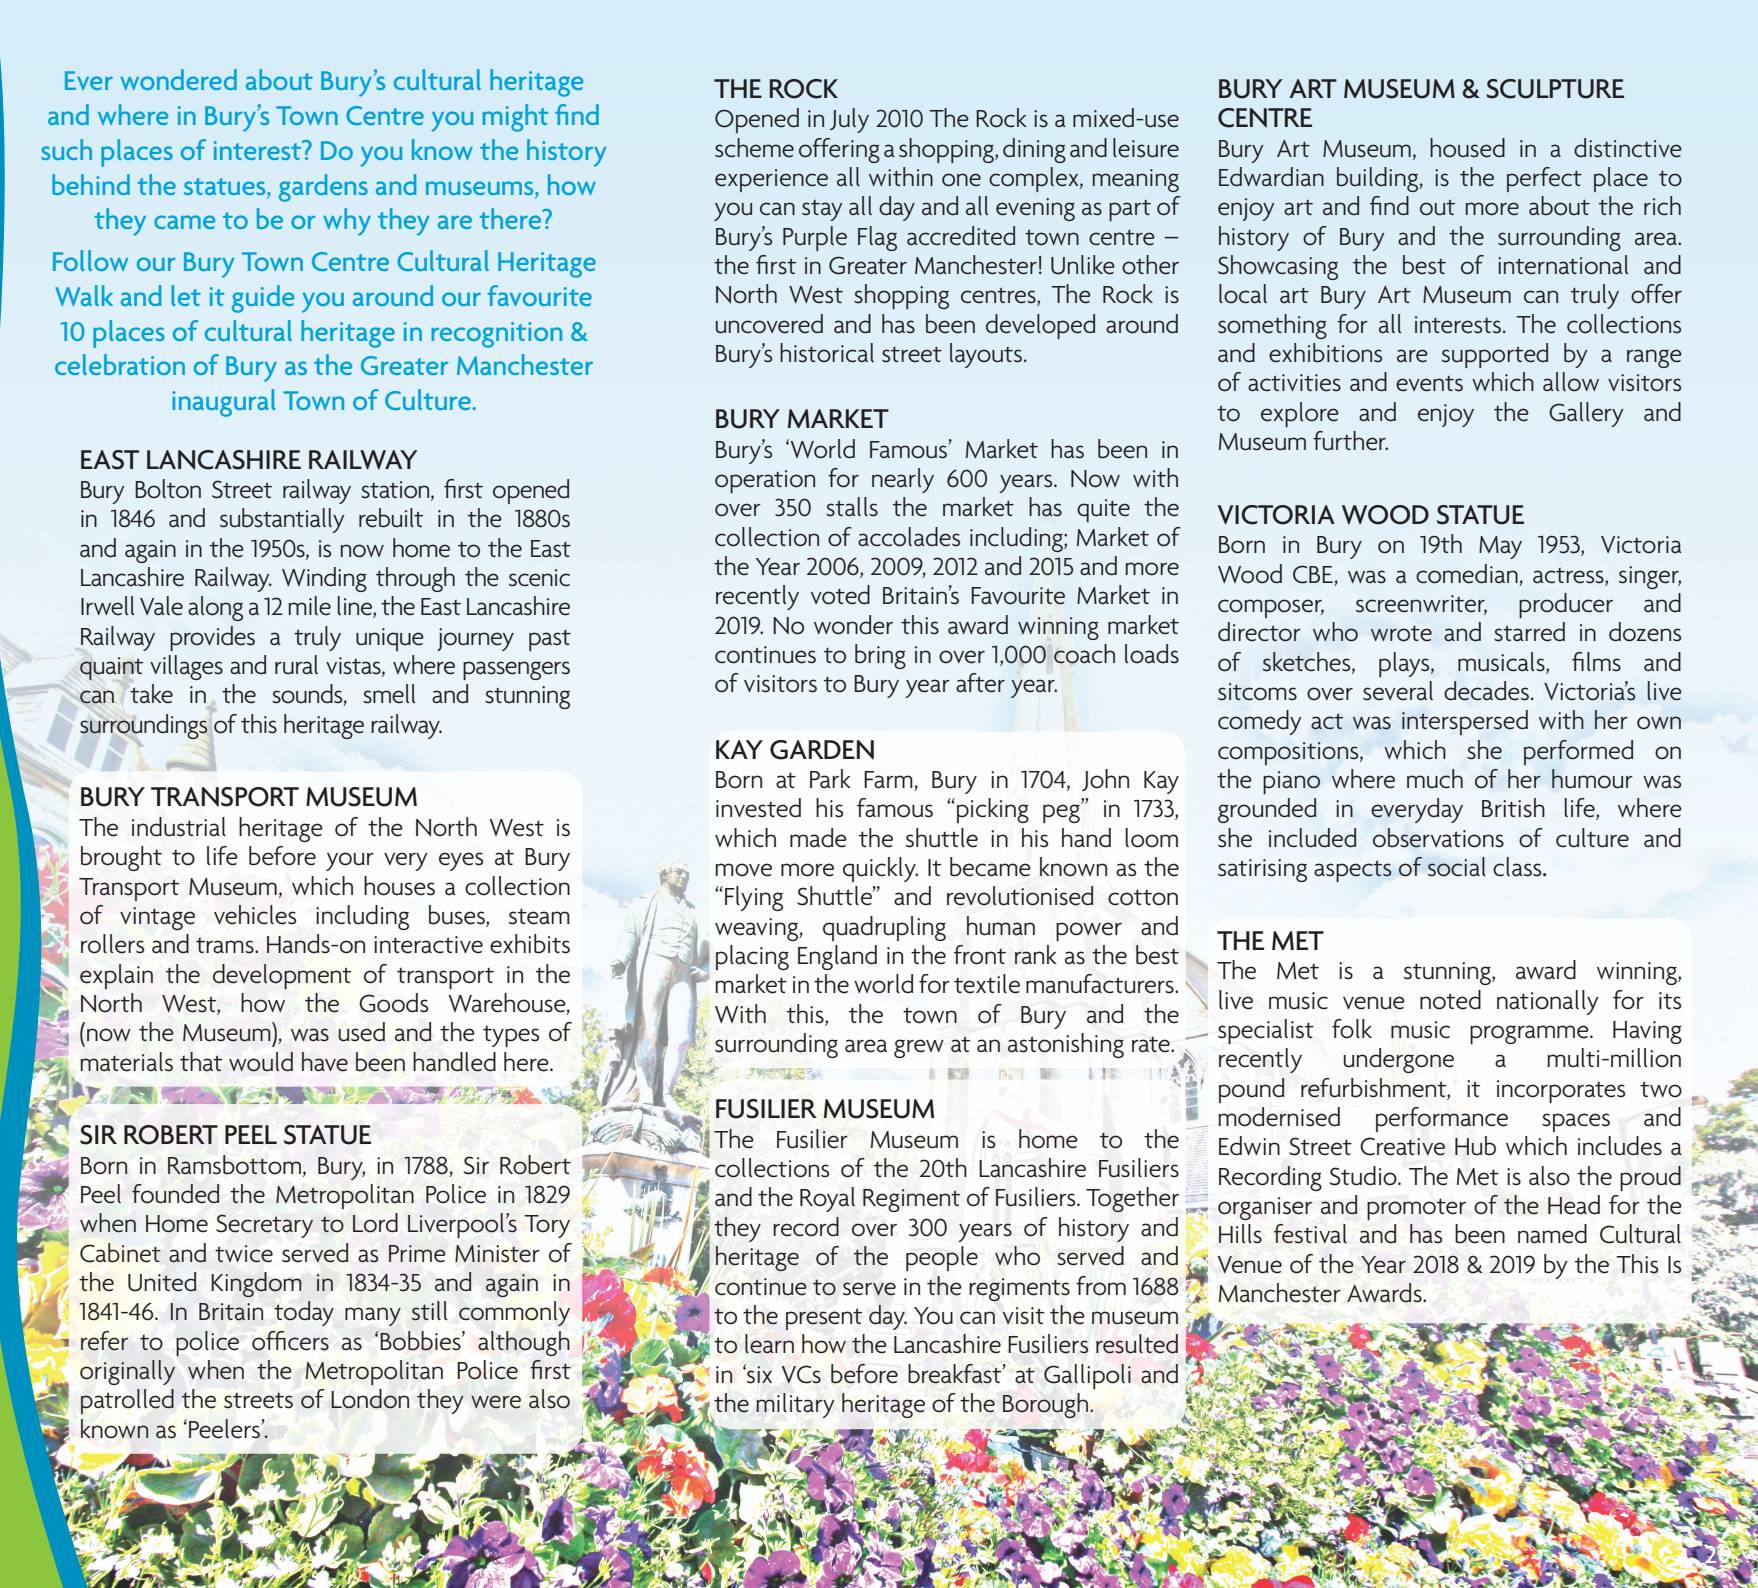 Ever wondered about Bury's cultural heritage
and where in Bury's Town Centre you might find
such places of interest? Do you know the history
behind the statues, gardens and museums, how
they came to be or why they are there?
Follow our Bury Town Centre Cultural Heritage
Walk and let it guide you around our favourite
10 places of cultural heritage in recognition &
celebration of Bury as the Greater Manchester
inaugural Town of Culture.
EAST LANCASHIRE RAILWAY
Bury Bolton Street railway station, first opened
in 1846 and substantially rebuilt in the 1880s
and again in the 1950s, is now home to the East
Lancashire Railway. Winding through the scenic
Irwell Vale along a 12 mile line, the East Lancashire
Railway provides a truly unique journey past
quaint villages and rural vistas, where passengers
can take in the sounds, smell and stunning
surroundings of this heritage railway.
BURY TRANSPORT MUSEUM
The industrial heritage of the North West is
brought to life before your very eyes at Bury
Transport Museum, which houses a collection
of vintage vehicles including buses, steam
rollers and trams. Hands-on interactive exhibits
explain the development of transport in the
North West, how the Goods Warehouse,
(now the Museum), was used and the types of
materials that would have been handled here.
SIR ROBERT PEEL STATUE
Born in Ramsbottom, Bury, in 1788, Sir Robert
Peel founded the Metropolitan Police in 1829
when Home Secretary to Lord Liverpool's Tory
Cabinet and twice served as Prime Minister of
the United Kingdom in 1834-35 and again in
1841-46. In Britain today many still commonly
refer to police officers as 'Bobbies' although
originally when the Metropolitan Police first
patrolled the streets of London they were also
known as 'Peelers'.
THE ROCK
Opened in July 2010 The Rock is a mixed-use
scheme offering a shopping, dining and leisure
experience all within one complex, meaning
you can stay all day and all evening as part of
Bury's Purple Flag accredited town centre –
the first in Greater Manchester! Unlike other
North West shopping centres, The Rock is
uncovered and has been developed around
Bury's historical street layouts.
BURY MARKET
Bury's 'World Famous' Market has been in
operation for nearly 600 years. Now with
over 350 stalls the market has quite the
collection of accolades including; Market of
the Year 2006, 2009, 2012 and 2015 and more
recently voted Britain's Favourite Market in
2019. No wonder this award winning market
continues to bring in over 1,000 coach loads
of visitors to Bury year after year.
KAY GARDEN
Born at Park Farm, Bury in 1704, John Kay
invested his famous "picking peg" in 1733,
which made the shuttle in his hand loom
move more quickly. It became known as the
"Flying Shuttle" and revolutionised cotton
weaving, quadrupling human power and
placing England in the front rank as the best
market in the world for textile manufacturers.
With this, the town of Bury and the
surrounding area grew at an astonishing rate.
FUSILIER MUSEUM
The Fusilier Museum is home to the
collections of the 20th Lancashire Fusiliers
and the Royal Regiment of Fusiliers. Together
they record over 300 years of history and
heritage of the people who served and
continue to serve in the regiments from 1688
to the present day. You can visit the museum
to learn how the Lancashire Fusiliers resulted
in 'six VCs before breakfast' at Gallipoli and
the military heritage of the Borough.
BURY ART MUSEUM & SCULPTURE
CENTRE
Bury Art Museum, housed in a distinctive
Edwardian building, is the perfect place to
enjoy art and find out more about the rich
history of Bury and the surrounding area.
Showcasing the best of international and
local art Bury Art Museum can truly offer
something for all interests. The collections
and exhibitions are supported by a range
of activities and events which allow visitors
to explore and enjoy the Gallery and
Museum further.
VICTORIA WOOD STATUE
Born in Bury on 19th May 1953, Victoria
Wood CBE, was a comedian, actress, singer,
composer, screenwriter, producer and
director who wrote and starred in dozens
of sketches, plays, musicals, films and
sitcoms over several decades. Victoria's live
comedy act was interspersed with her own
compositions, which she performed on
the piano where much of her humour was
grounded in everyday British life, where
she included observations of culture and
satirising aspects of social class.
THE MET
The Met is a stunning, award winning,
live music venue noted nationally for its
specialist folk music programme. Having
recently undergone a multi-million
pound refurbishment, it incorporates two
modernised performance spaces and
Edwin Street Creative Hub which includes a
Recording Studio. The Met is also the proud
organiser and promoter of the Head for the
Hills festival and has been named Cultural
Venue of the Year 2018 & 2019 by the This Is
Manchester Awards.